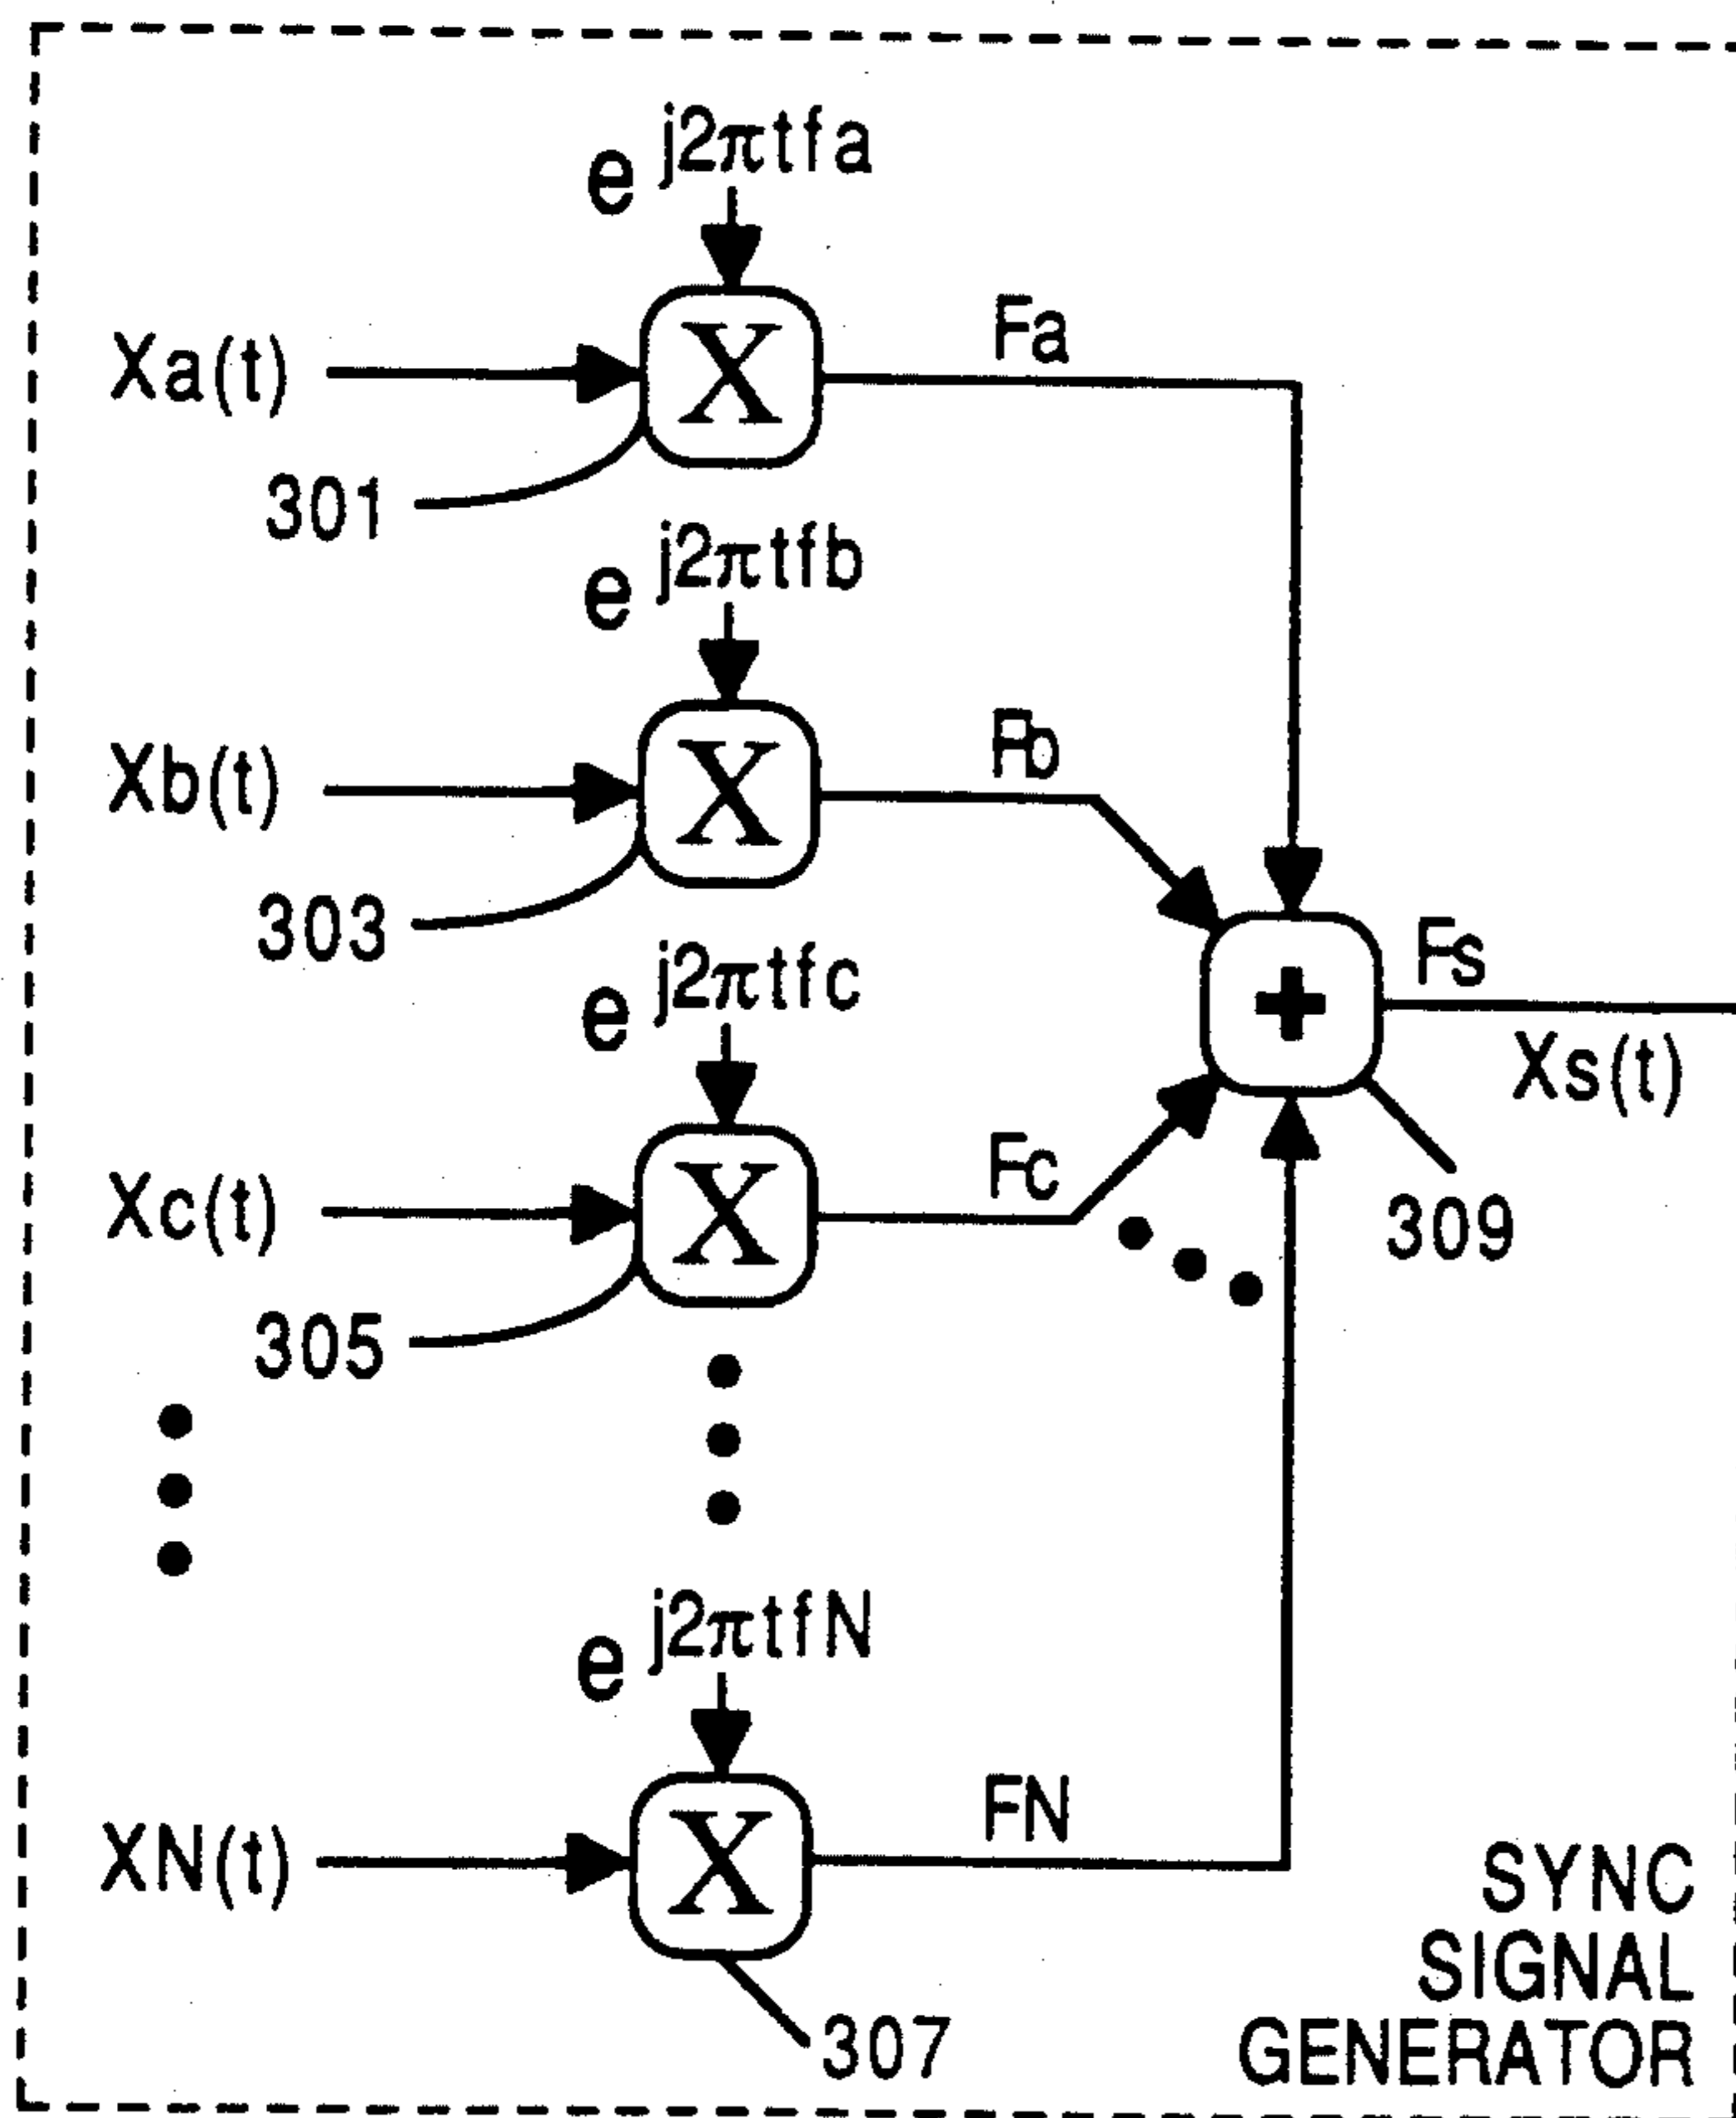 e j2πtfa
Xa(t)
X
Fa
301
e j2πtfb
Xb(t)
X
Fb
303
e j2πtfc
+
Fs
Xs(t)
Xc(t)
X
Fc
309
305
e j2πtfN
XN(t)
X
FN
307
SYNC
SIGNAL
GENERATOR